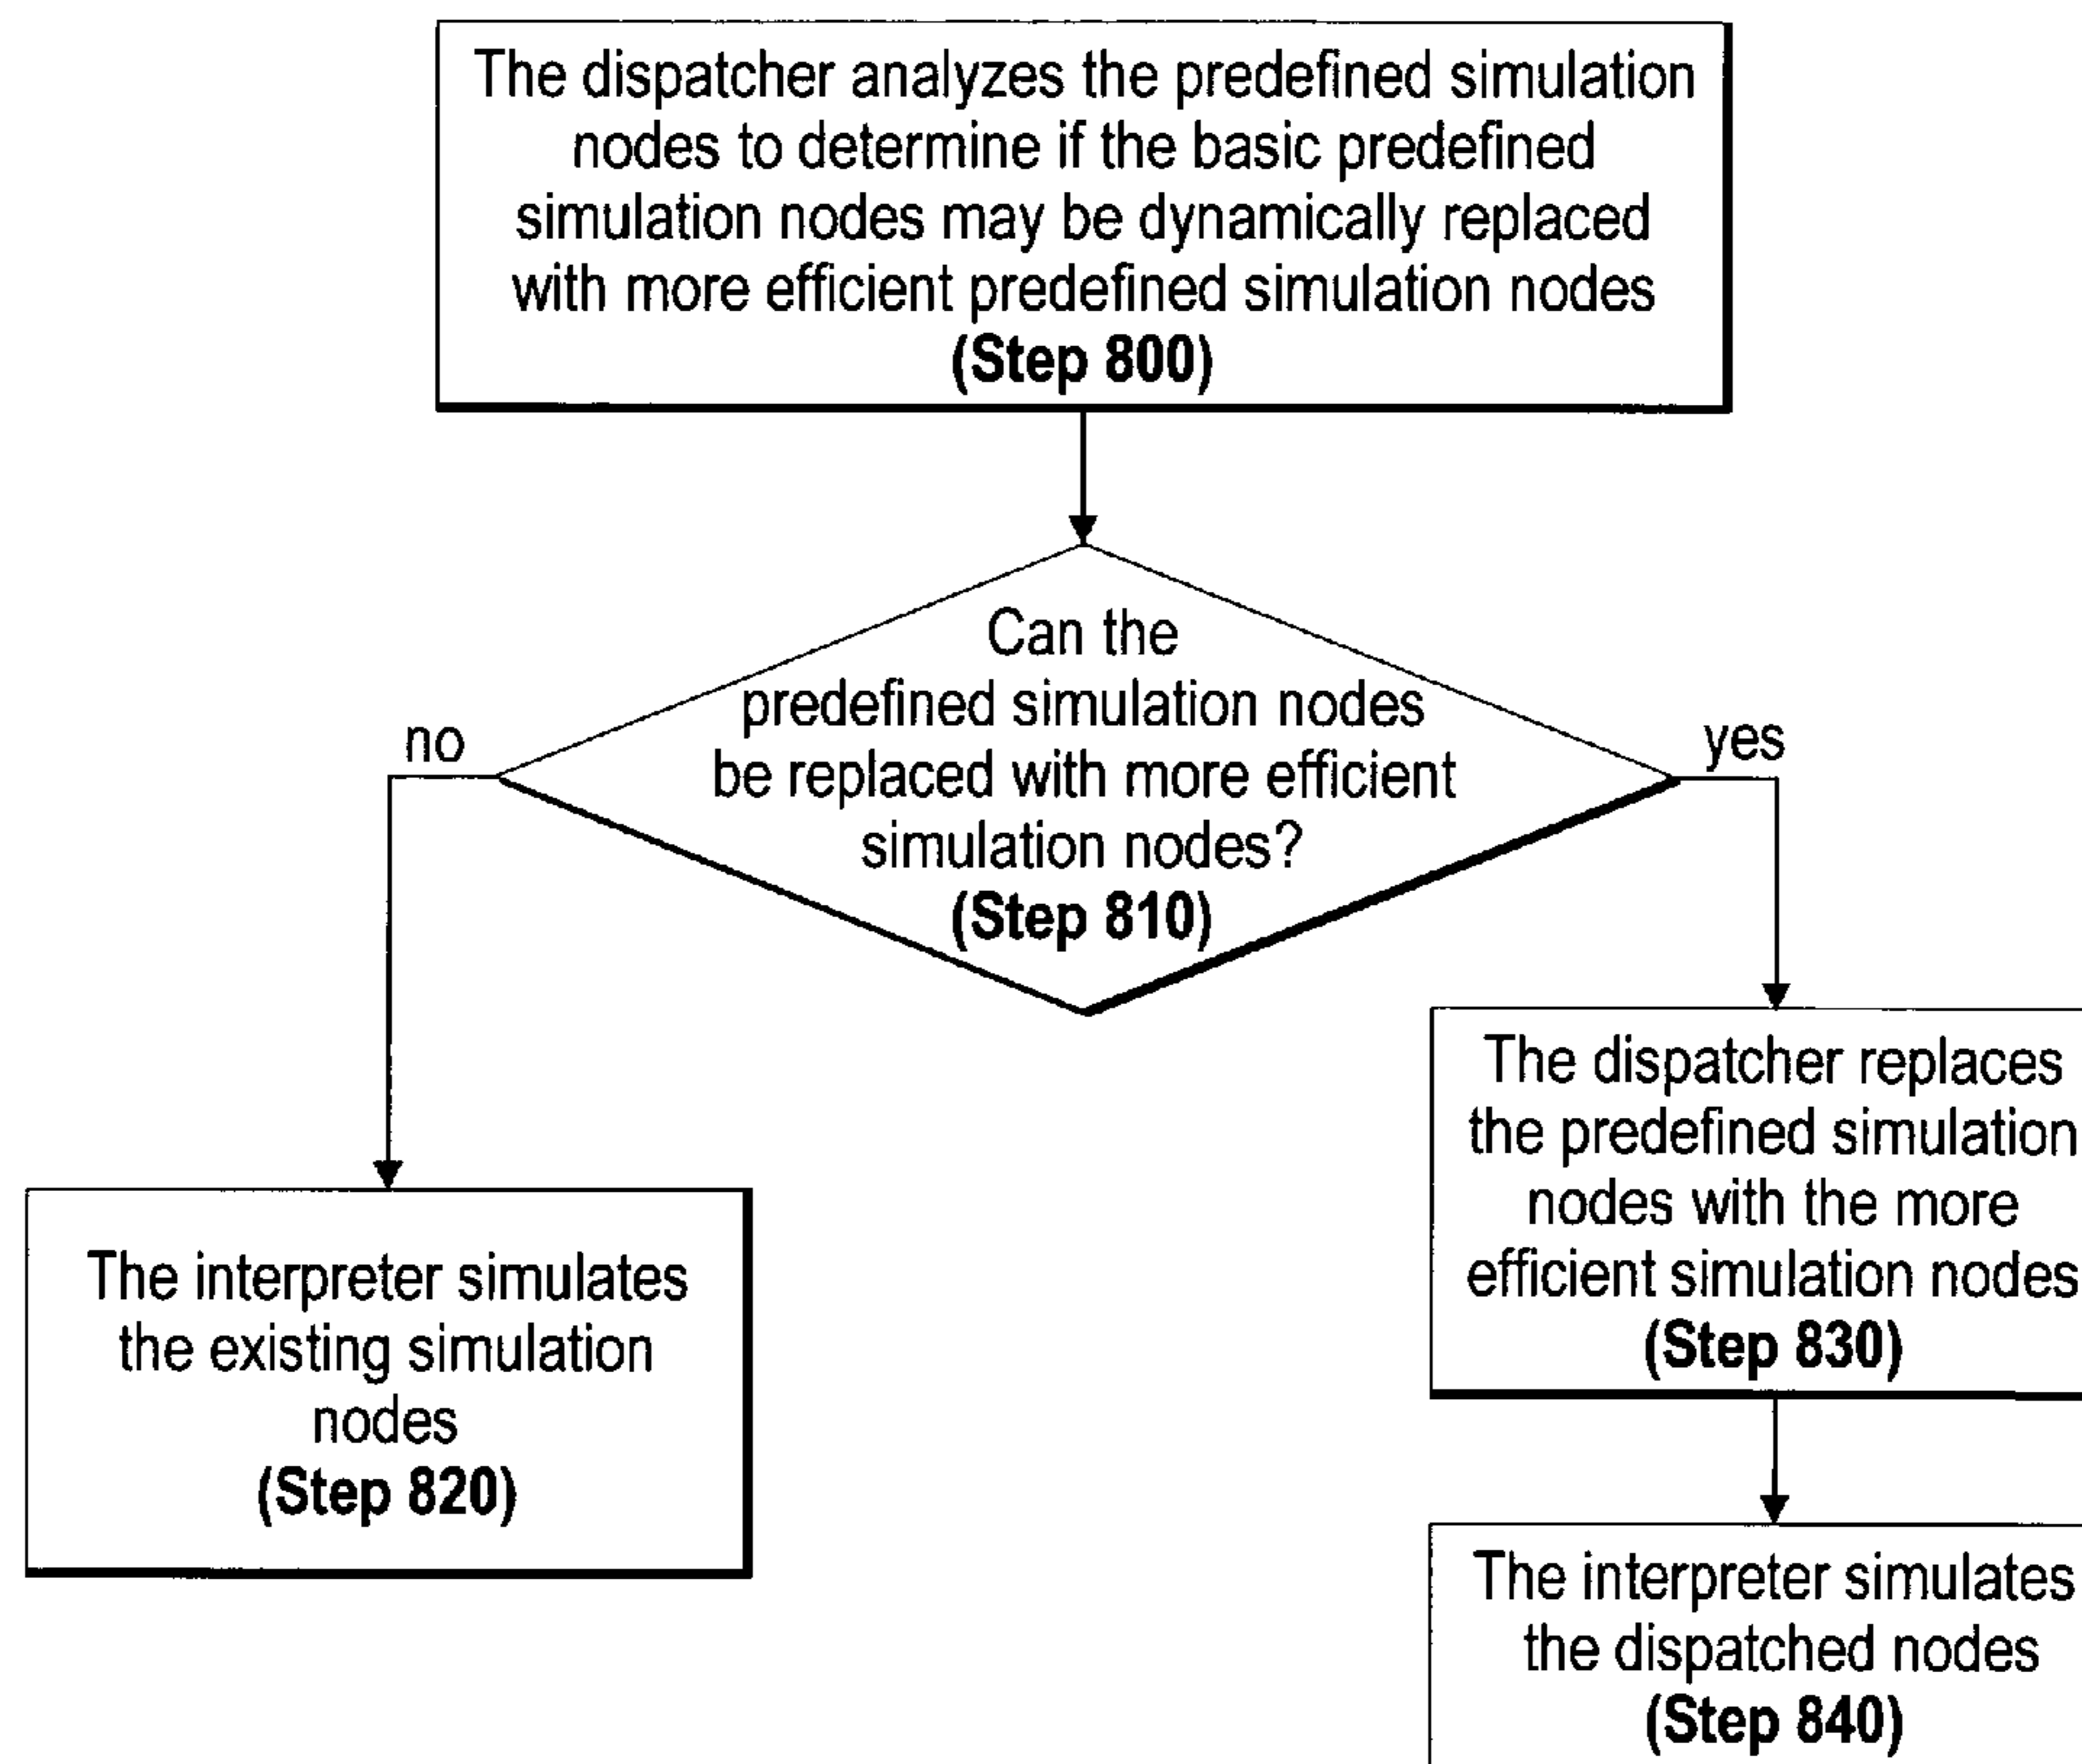 The dispatcher analyzes the predefined simulation
nodes to determine if the basic predefined
simulation nodes may be dynamically replaced
with more efficient predefined simulation nodes
(Step 800)
Can the
predefined simulation nodes
be replaced with more efficient
simulation nodes?
(Step 810)
no
yes
The interpreter simulates
the existing simulation
nodes
(Step 820)
The dispatcher replaces
the predefined simulation
nodes with the more
efficient simulation nodes
(Step 830)
The interpreter simulates
the dispatched nodes
(Step 840)